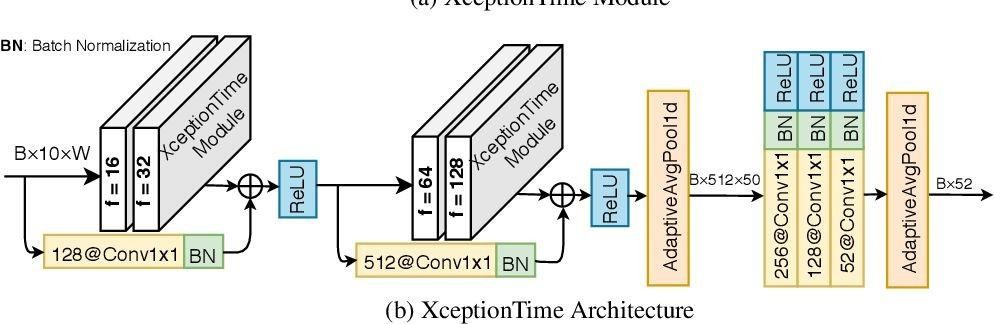 (a) XceptionTime Module
BN: Batch Normalization
B×10×W
f = 16
f = 32
XceptionTime
Module
128@Conv1x1
BN
ReLU
f = 64
f = 128
XceptionTime
Module
512@Conv1x1
BN
ReLU
AdaptiveAvgPool1d
B×512×50
256@Conv1x1
BN
ReLU
128@Conv1x1
BN
ReLU
52@Conv1x1
BN
ReLU
AdaptiveAvgPool1d
B×52
(b) XceptionTime Architecture